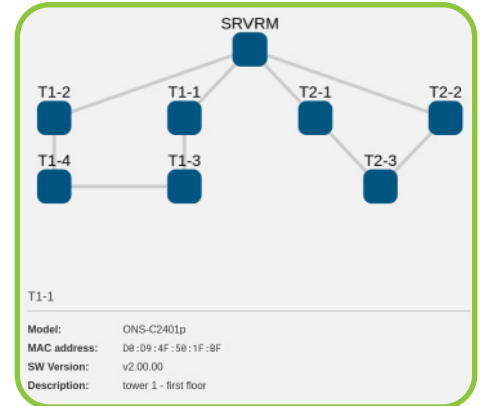 SRVRM
T1-2 T1-1 T2-1 T2-2
T1-4 T1-3 T2-3
T1-1
Model: ONS-C2401p
MAC address: D0:D9:4F:50:1F:BF
SW Version: v2.00.00
Description: tower 1 - first floor